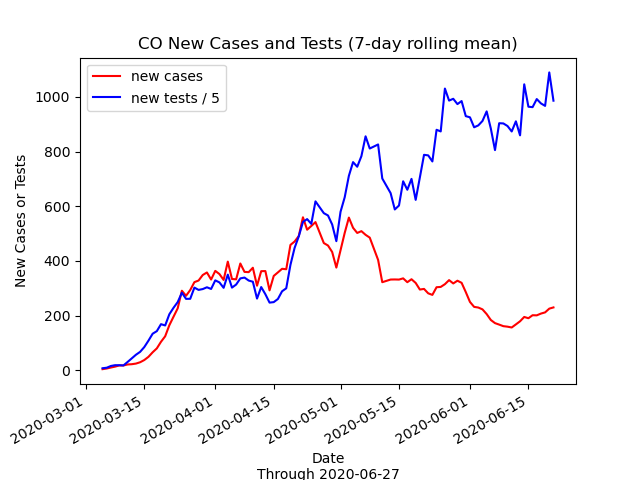 CO New Cases and Tests (7-day rolling mean)
new cases
new tests / 5
New Cases or Tests
1000
800
600
400
200
0
2020-03-01
2020-03-15
2020-04-01
2020-04-15
2020-05-01
2020-05-15
2020-06-01
2020-06-15
Date
Through 2020-06-27